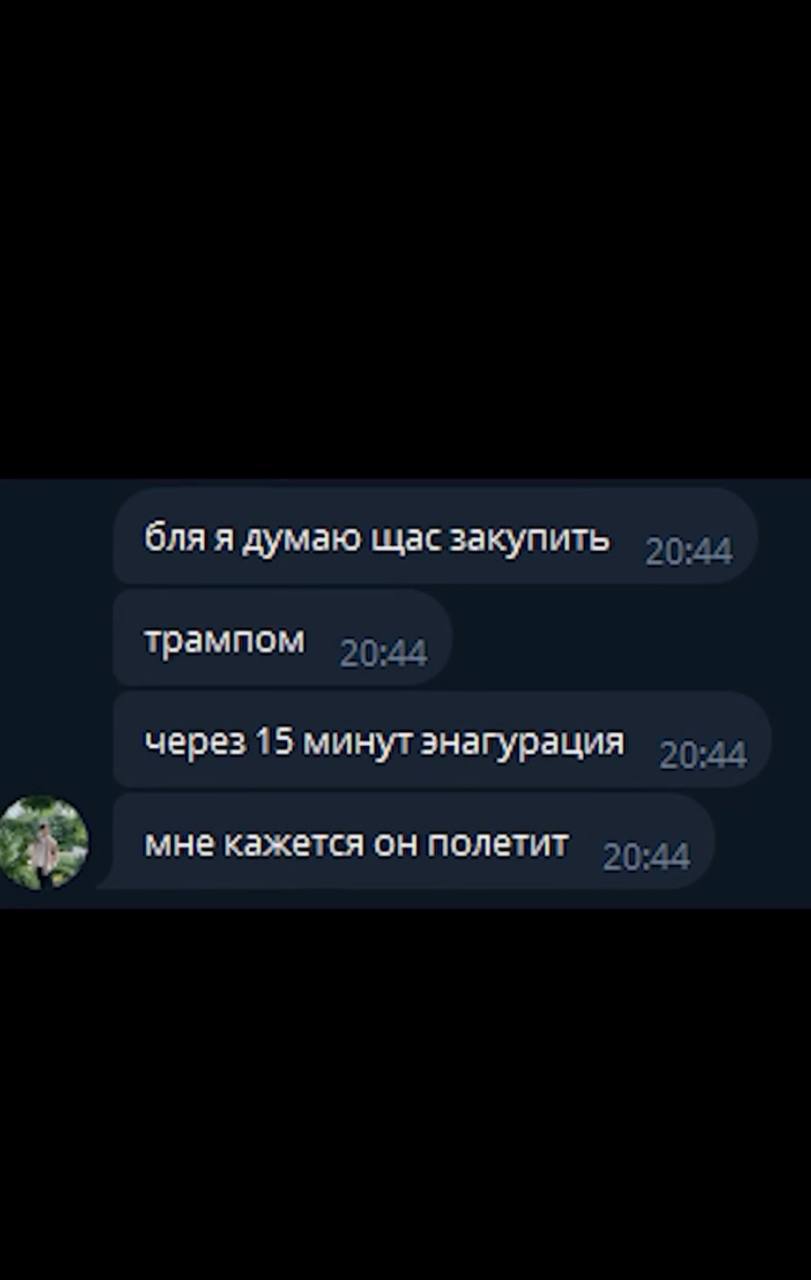 бля я думаю щас закупить 20:44
трампом 20:44
через 15 минут энагурация 20:44
мне кажется он полетит 20:44